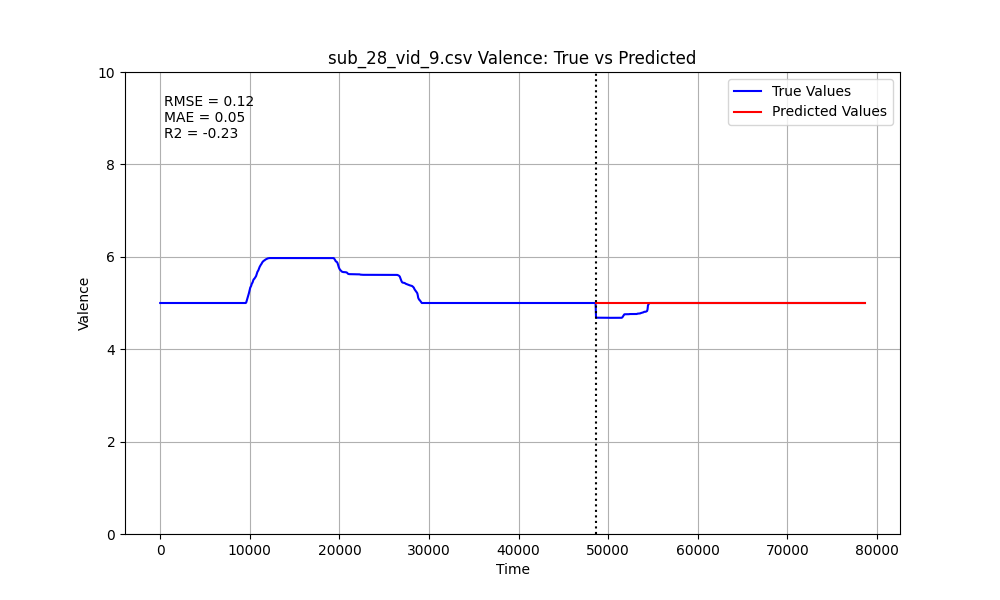 sub_28_vid_9.csv Valence: True vs Predicted
RMSE = 0.12
MAE = 0.05
R2 = -0.23
True Values
Predicted Values
Valence
10
8
6
4
2
0
0 10000 20000 30000 40000 50000 60000 70000 80000
Time